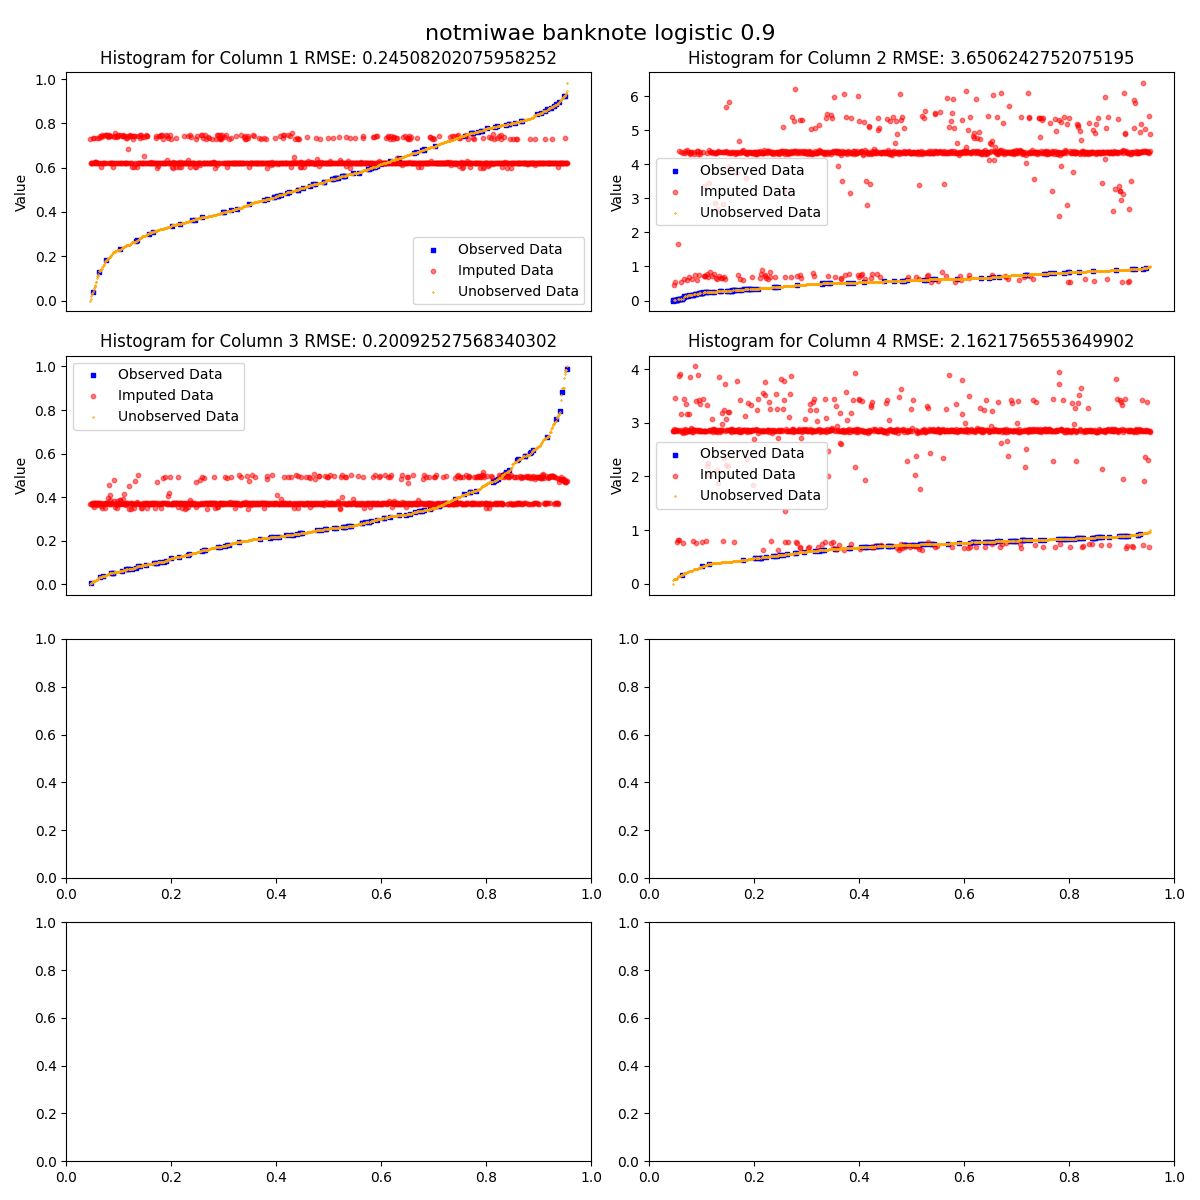 notmiwae banknote logistic 0.9
Histogram for Column 1 RMSE: 0.24508202075958252
1.0
0.8
0.6
0.4
0.2
0.0
Value
Observed Data
Imputed Data
Unobserved Data
Histogram for Column 2 RMSE: 3.6506242752075195
6
5
4
3
2
1
0
Value
Observed Data
Imputed Data
Unobserved Data
Histogram for Column 3 RMSE: 0.20092527568340302
1.0
0.8
0.6
0.4
0.2
0.0
Value
Observed Data
Imputed Data
Unobserved Data
Histogram for Column 4 RMSE: 2.1621756553649902
4
3
2
1
0
Value
Observed Data
Imputed Data
Unobserved Data
1.0
0.8
0.6
0.4
0.2
0.0
0.0 0.2 0.4 0.6 0.8 1.0
1.0
0.8
0.6
0.4
0.2
0.0
0.0 0.2 0.4 0.6 0.8 1.0
1.0
0.8
0.6
0.4
0.2
0.0
0.0 0.2 0.4 0.6 0.8 1.0
1.0
0.8
0.6
0.4
0.2
0.0
0.0 0.2 0.4 0.6 0.8 1.0